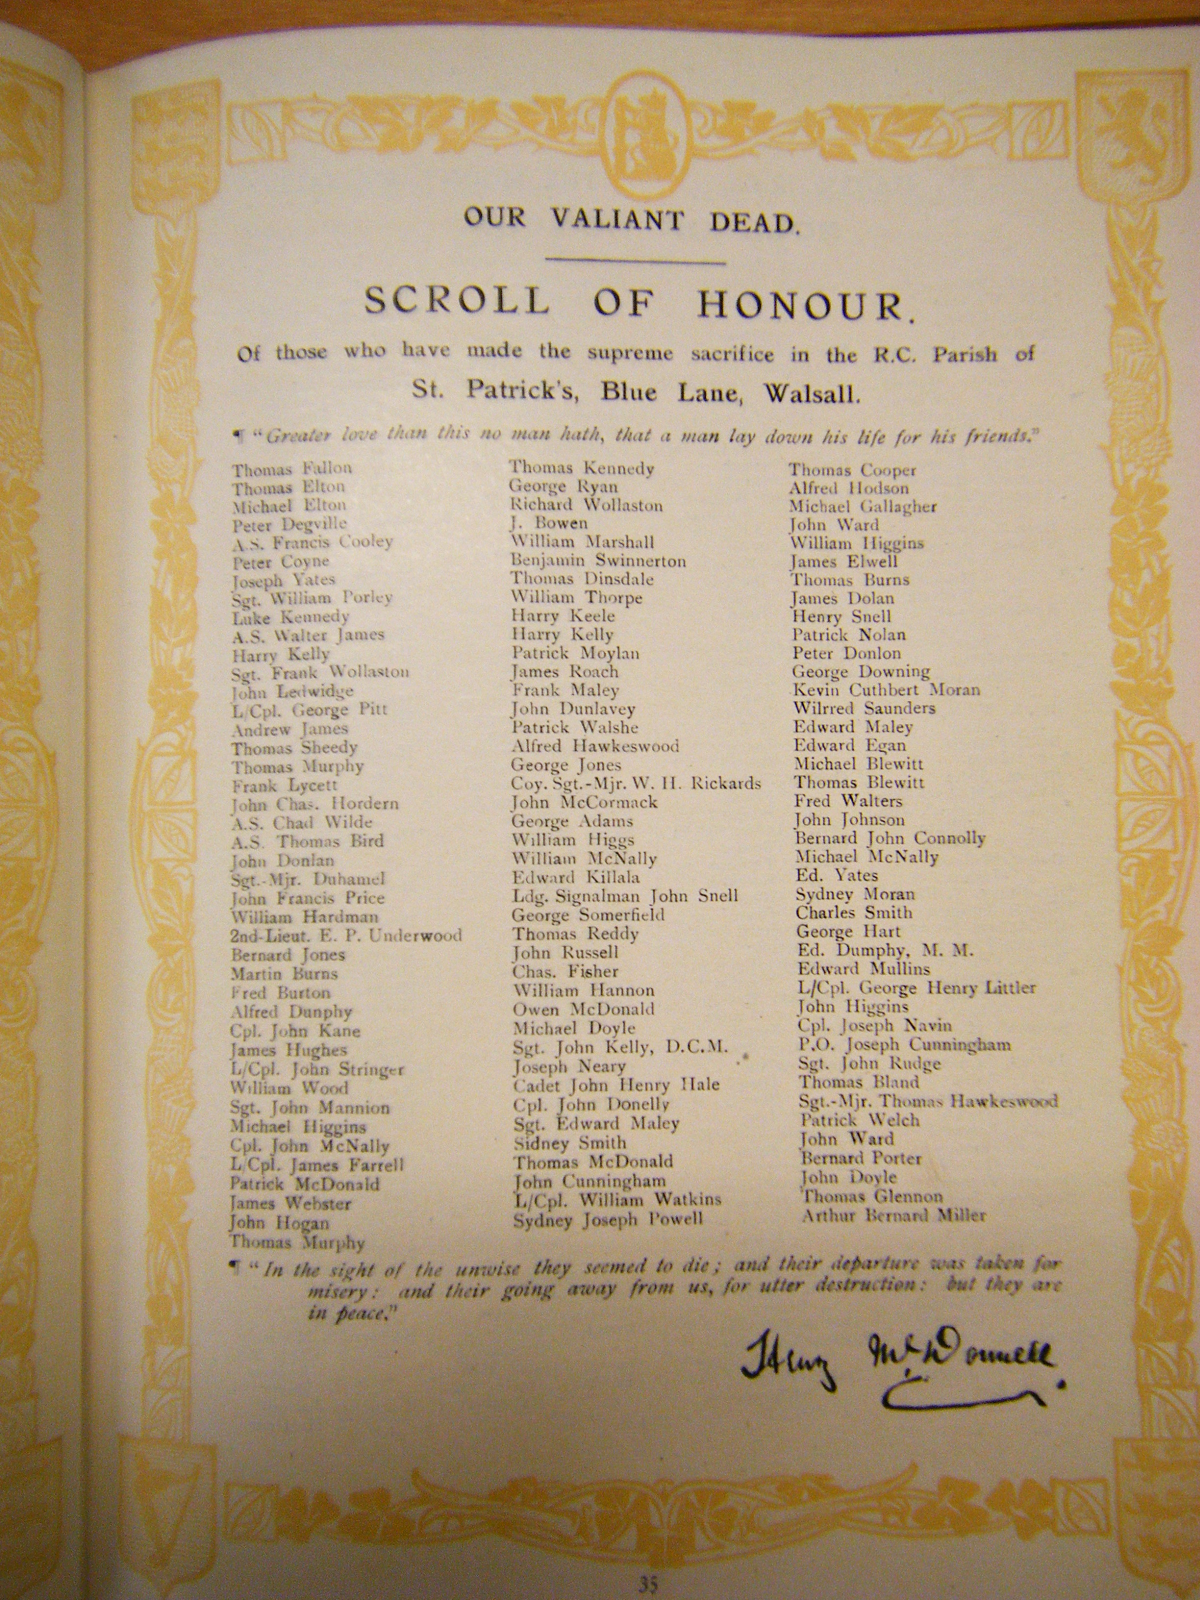 OUR VALIANT DEAD.
SCROLL OF HONOUR.
Of those who have made the supreme sacrifice in the R.C. Parish of
St. Patrick's, Blue Lane, Walsall.
¶ "Greater love than this no man hath, that a man lay down his life for his friends."
Thomas Fallon
Thomas Elton
Michael Elton
Peter Degville
A.S. Francis Cooley
Peter Coyne
Joseph Yates
Sgt. William Porley
Luke Kennedy
A.S. Walter James
Harry Kelly
Sgt. Frank Wollaston
John Ledwidge
L/Cpl. George Pitt
Andrew James
Thomas Sheedy
Thomas Murphy
Frank Lycett
John Chas. Hordern
A.S. Chad Wilde
A.S. Thomas Bird
John Donlan
Sgt.-Mjr. Duhamel
John Francis Price
William Hardman
2nd-Lieut. E. P. Underwood
Bernard Jones
Martin Burns
Fred Burton
Alfred Dunphy
Cpl. John Kane
James Hughes
L/Cpl. John Stringer
William Wood
Sgt. John Mannion
Michael Higgins
Cpl. John McNally
L/Cpl. James Farrell
Patrick McDonald
James Webster
John Hogan
Thomas Murphy
Thomas Kennedy
George Ryan
Richard Wollaston
J. Bowen
William Marshall
Benjamin Swinnerton
Thomas Dinsdale
William Thorpe
Harry Keele
Harry Kelly
Patrick Moylan
James Roach
Frank Maley
John Dunlavey
Patrick Walshe
Alfred Hawkeswood
George Jones
Coy. Sgt.-Mjr. W. H. Rickards
John McCormack
George Adams
William Higgs
William McNally
Edward Killala
Ldg. Signalman John Snell
George Somerfield
Thomas Reddy
John Russell
Chas. Fisher
William Hannon
Owen McDonald
Michael Doyle
Sgt. John Kelly, D.C.M.
Joseph Neary
Cadet John Henry Hale
Cpl. John Donelly
Sgt. Edward Maley
Sidney Smith
Thomas McDonald
John Cunningham
L/Cpl. William Watkins
Sydney Joseph Powell
Thomas Cooper
Alfred Hodson
Michael Gallagher
John Ward
William Higgins
James Elwell
Thomas Burns
James Dolan
Henry Snell
Patrick Nolan
Peter Donlon
George Downing
Kevin Cuthbert Moran
Wilrred Saunders
Edward Maley
Edward Egan
Michael Blewitt
Thomas Blewitt
Fred Walters
John Johnson
Bernard John Connolly
Michael McNally
Ed. Yates
Sydney Moran
Charles Smith
George Hart
Ed. Dumphy, M. M.
Edward Mullins
L/Cpl. George Henry Littler
John Higgins
Cpl. Joseph Navin
P.O. Joseph Cunningham
Sgt. John Rudge
Thomas Bland
Sgt.-Mjr. Thomas Hawkeswood
Patrick Welch
John Ward
Bernard Porter
John Doyle
Thomas Glennon
Arthur Bernard Miller
¶ "In the sight of the unwise they seemed to die; and their departure was taken for
misery: and their going away from us, for utter destruction: but they are
in peace."
Henry McDonnell
35